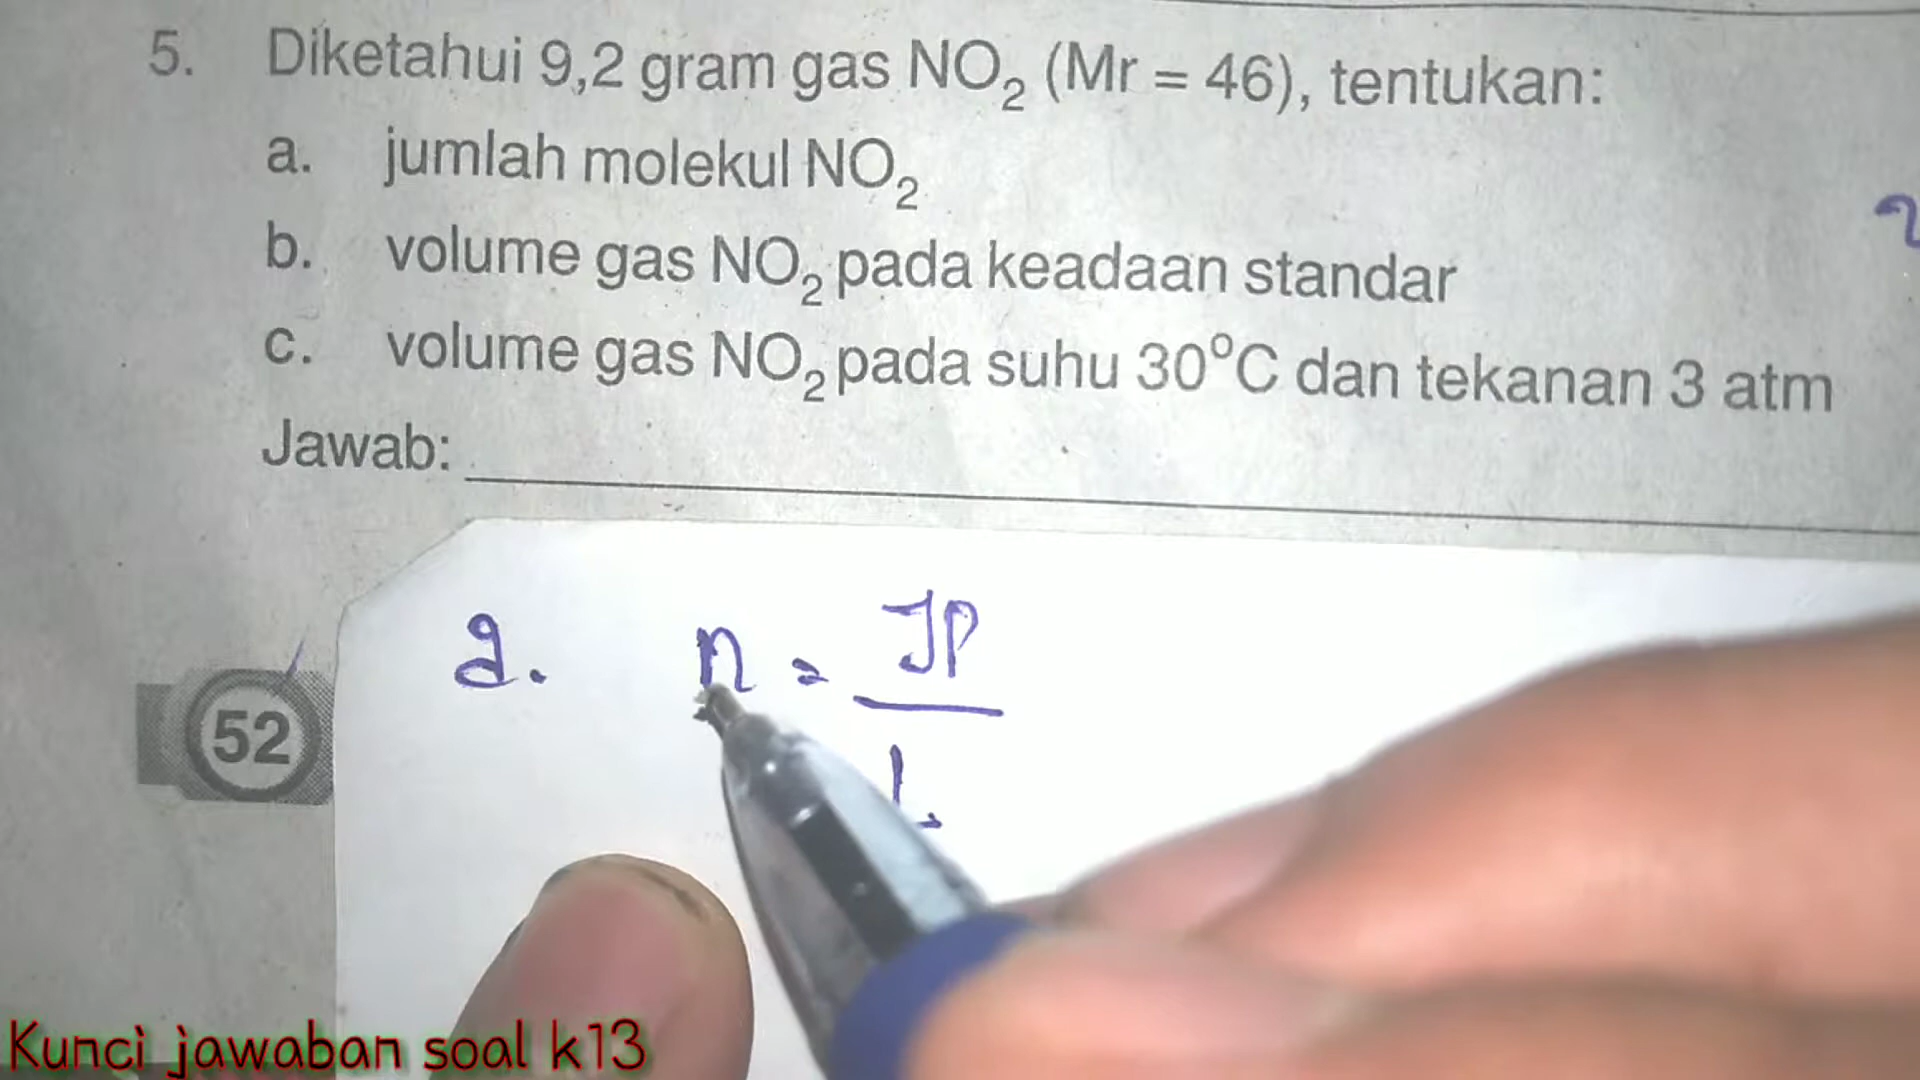 5. Diketahui 9,2 gram gas NO₂ (Mr = 46), tentukan:
a. jumlah molekul NO₂
b. volume gas NO₂ pada keadaan standar
c. volume gas NO₂ pada suhu 30°C dan tekanan 3 atm
Jawab:
a. n = JP
L
52
Kunci jawaban soal k13